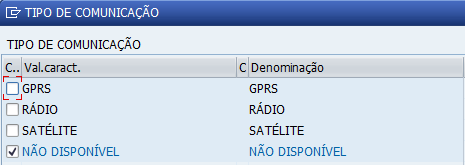 TIPO DE COMUNICAÇÃO
TIPO DE COMUNICAÇÃO
C.. Val.caract. C Denominação
GPRS GPRS
RÁDIO RÁDIO
SATÉLITE SATÉLITE
NÃO DISPONÍVEL NÃO DISPONÍVEL